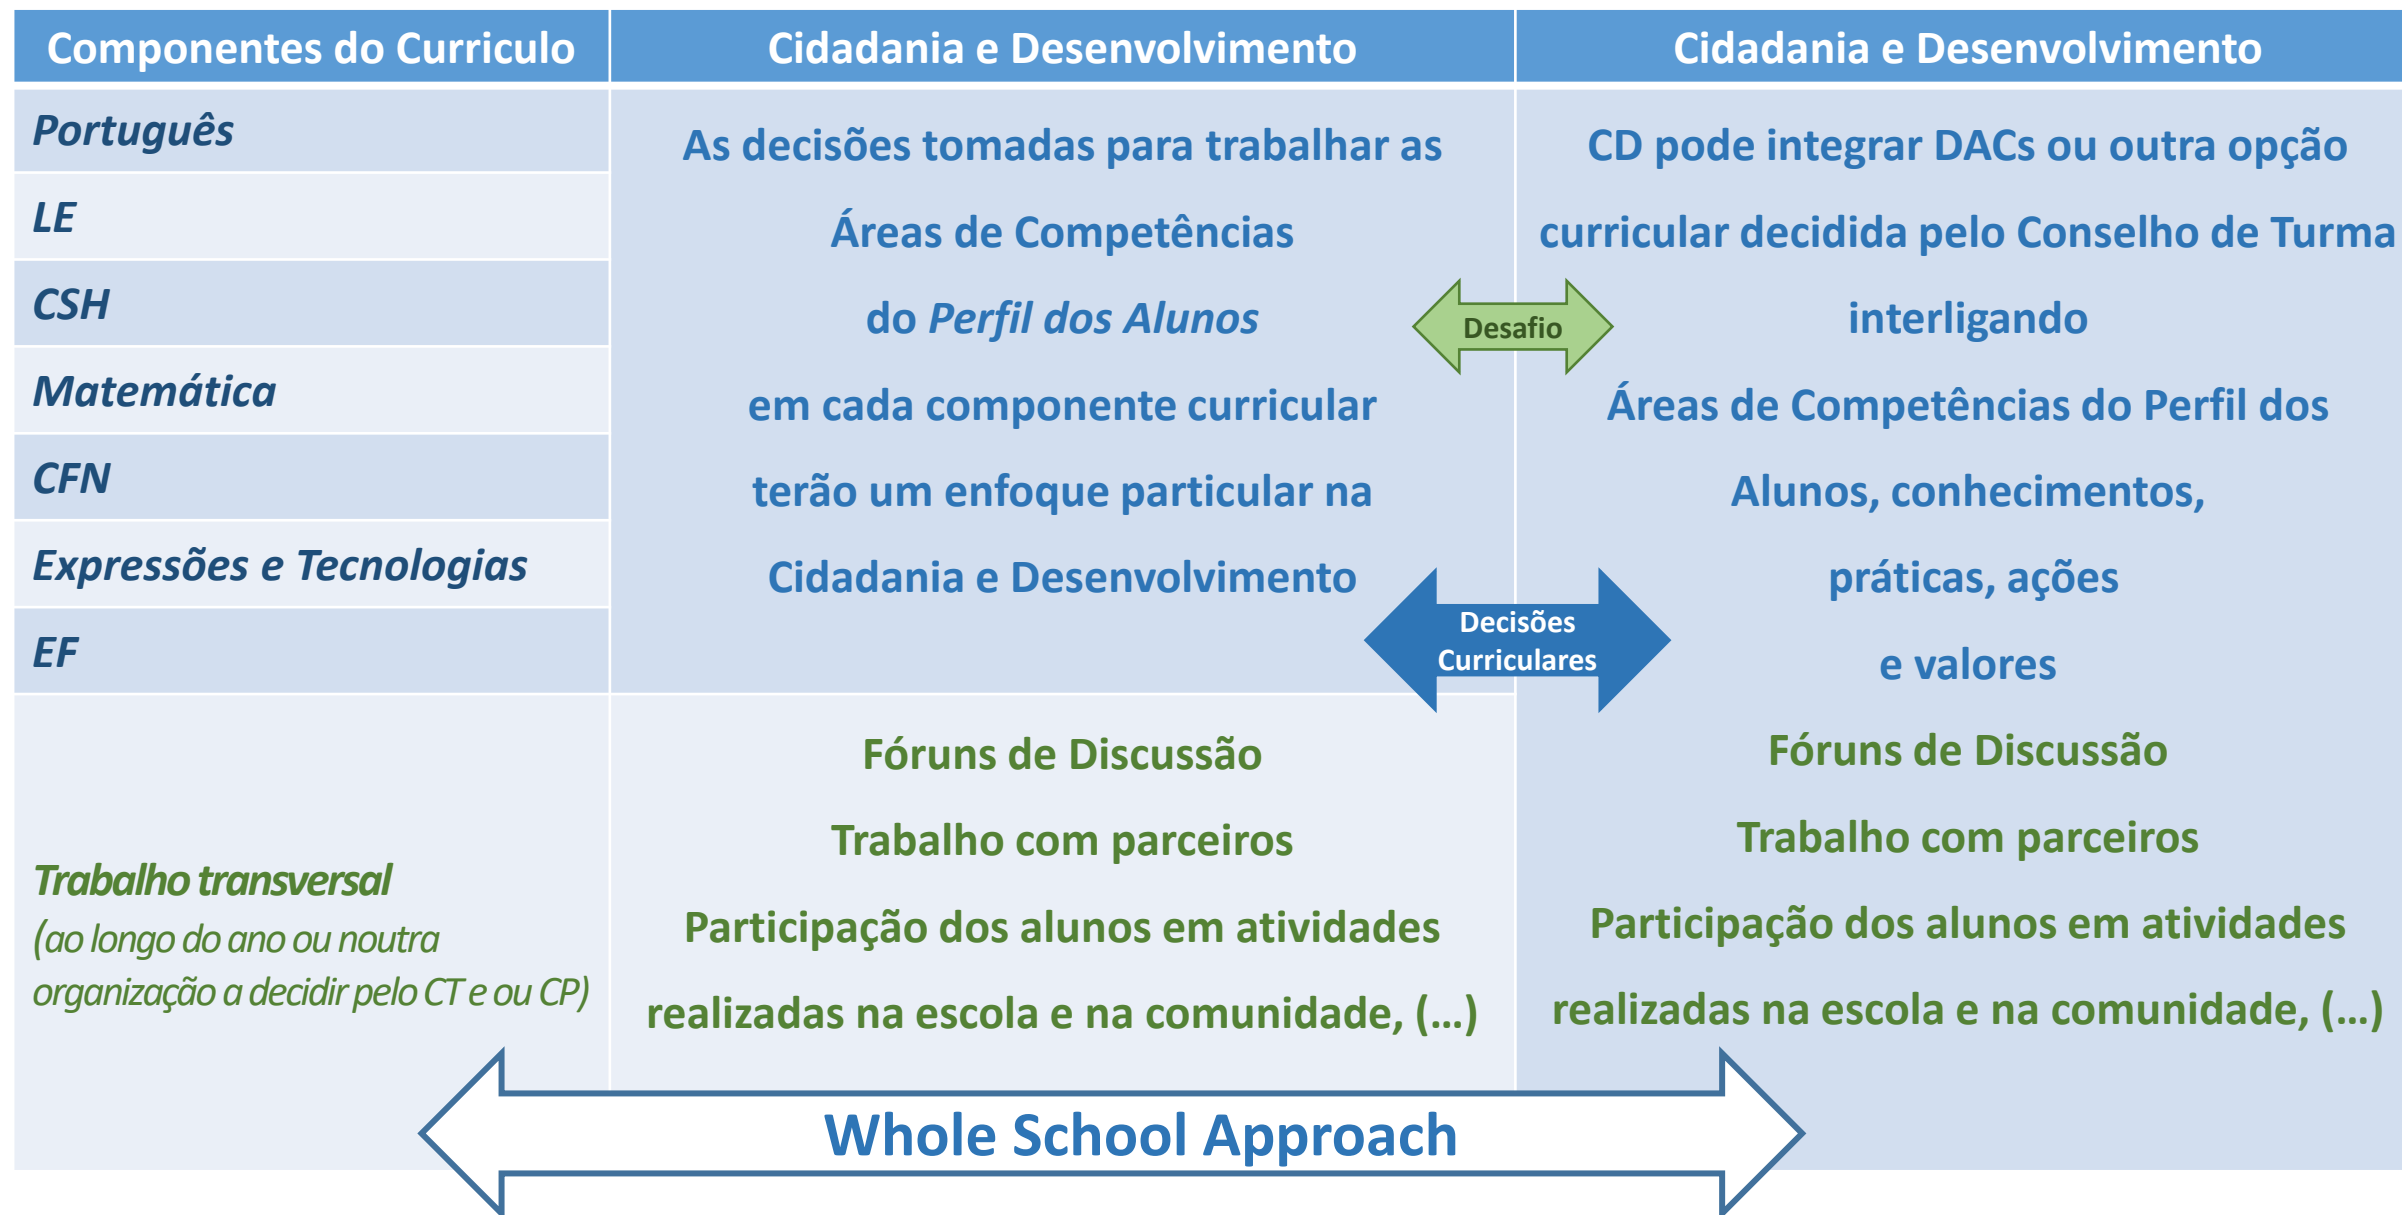 Componentes do Curriculo
Cidadania e Desenvolvimento
Cidadania e Desenvolvimento
Português
LE
CSH
Matemática
CFN
Expressões e Tecnologias
EF
As decisões tomadas para trabalhar as
Áreas de Competências
do Perfil dos Alunos
em cada componente curricular
terão um enfoque particular na
Cidadania e Desenvolvimento
CD pode integrar DACs ou outra opção
curricular decidida pelo Conselho de Turma
interligando
Áreas de Competências do Perfil dos
Alunos, conhecimentos,
práticas, ações
e valores
Desafio
Decisões
Curriculares
Trabalho transversal
(ao longo do ano ou noutra
organização a decidir pelo CT e ou CP)
Fóruns de Discussão
Trabalho com parceiros
Participação dos alunos em atividades
realizadas na escola e na comunidade, (...)
Fóruns de Discussão
Trabalho com parceiros
Participação dos alunos em atividades
realizadas na escola e na comunidade, (...)
Whole School Approach